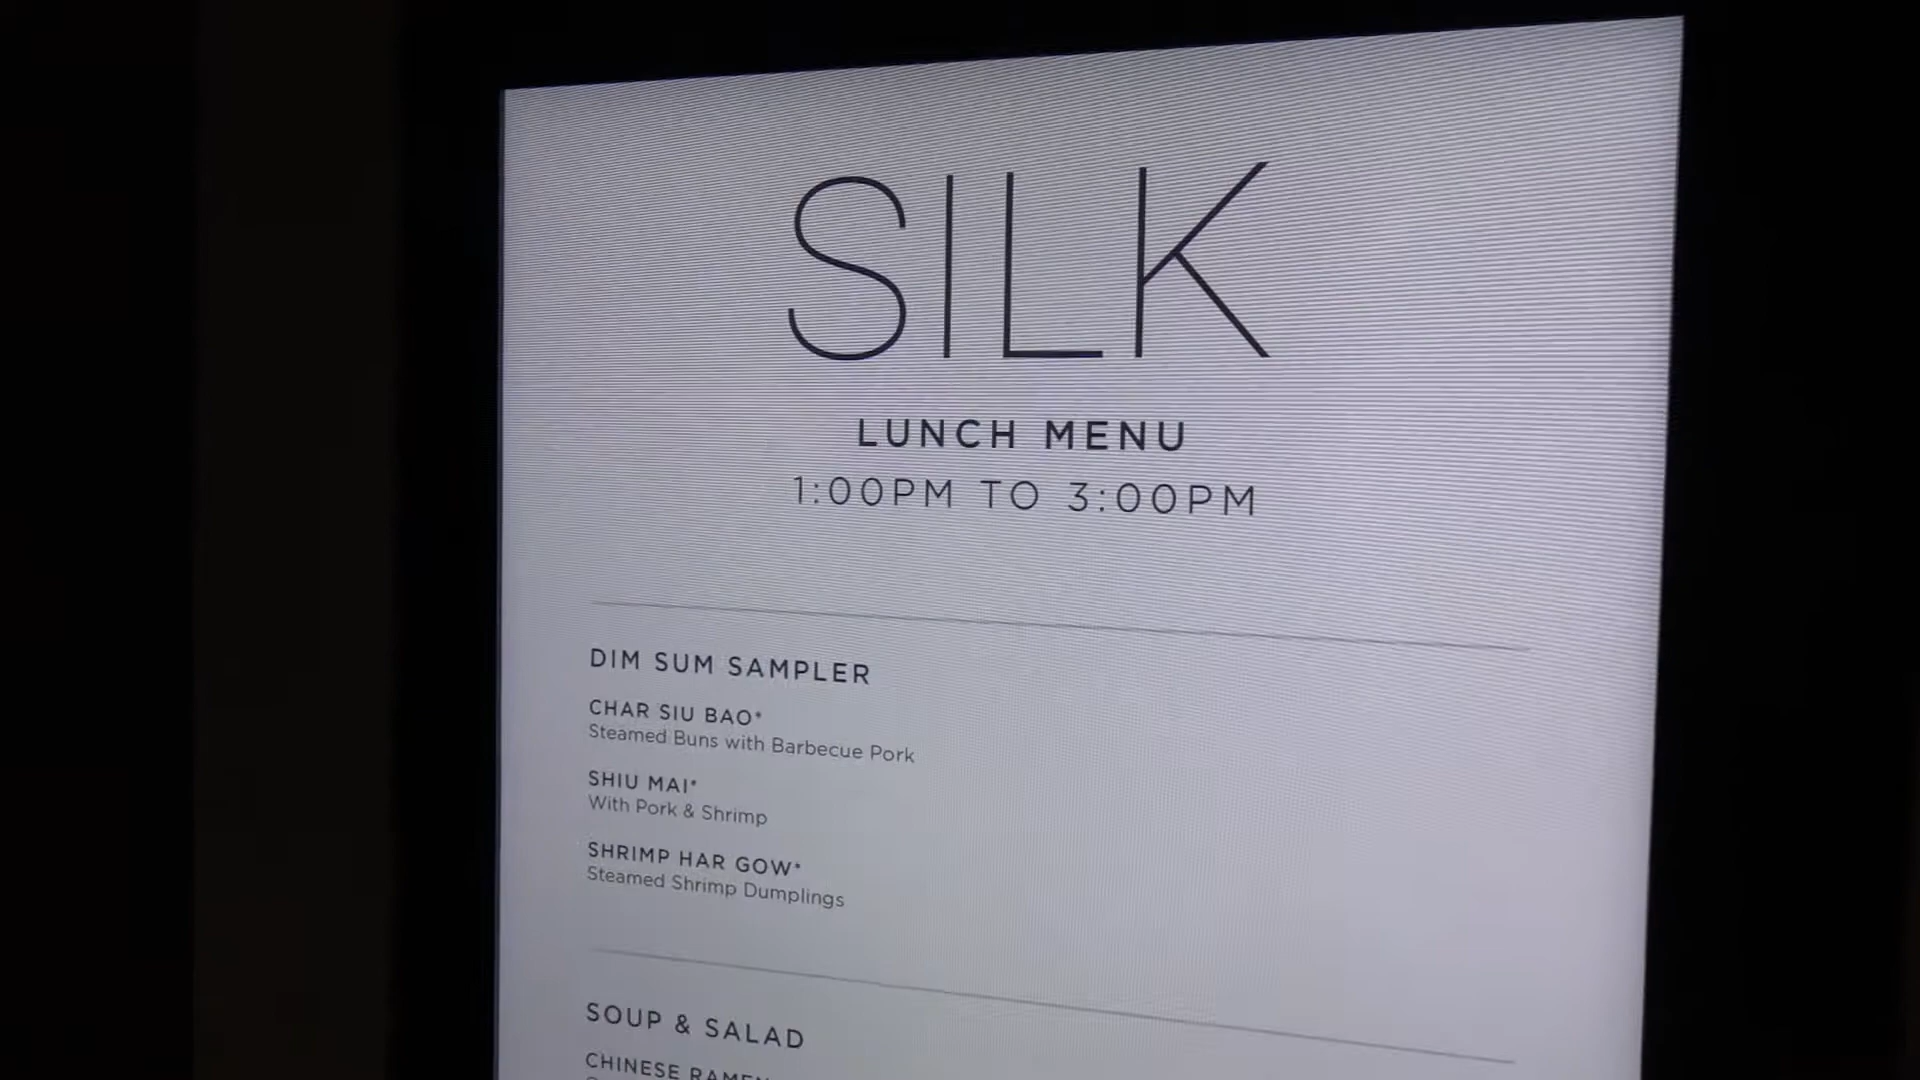 SILK
LUNCH MENU
1:00PM TO 3:00PM
DIM SUM SAMPLER
CHAR SIU BAO*
Steamed Buns with Barbecue Pork
SHIU MAI*
With Pork & Shrimp
SHRIMP HAR GOW*
Steamed Shrimp Dumplings
SOUP & SALAD
CHINESE RAMEN